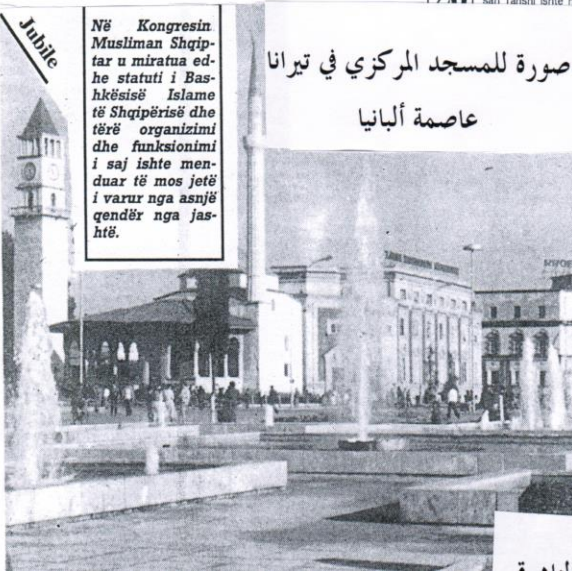 Jubile
Në Kongresin
Musliman Shqip-
tar u miratua ed-
he statuti i Bas-
hkësisë Islame
të Shqipërisë dhe
tërë organizimi
dhe funksionimi
i saj ishte men-
duar të mos jetë
i varur nga asnjë
qendër nga jas-
htë.
صورة للمسجد المركزي في تيرانا
عاصمة ألبانيا